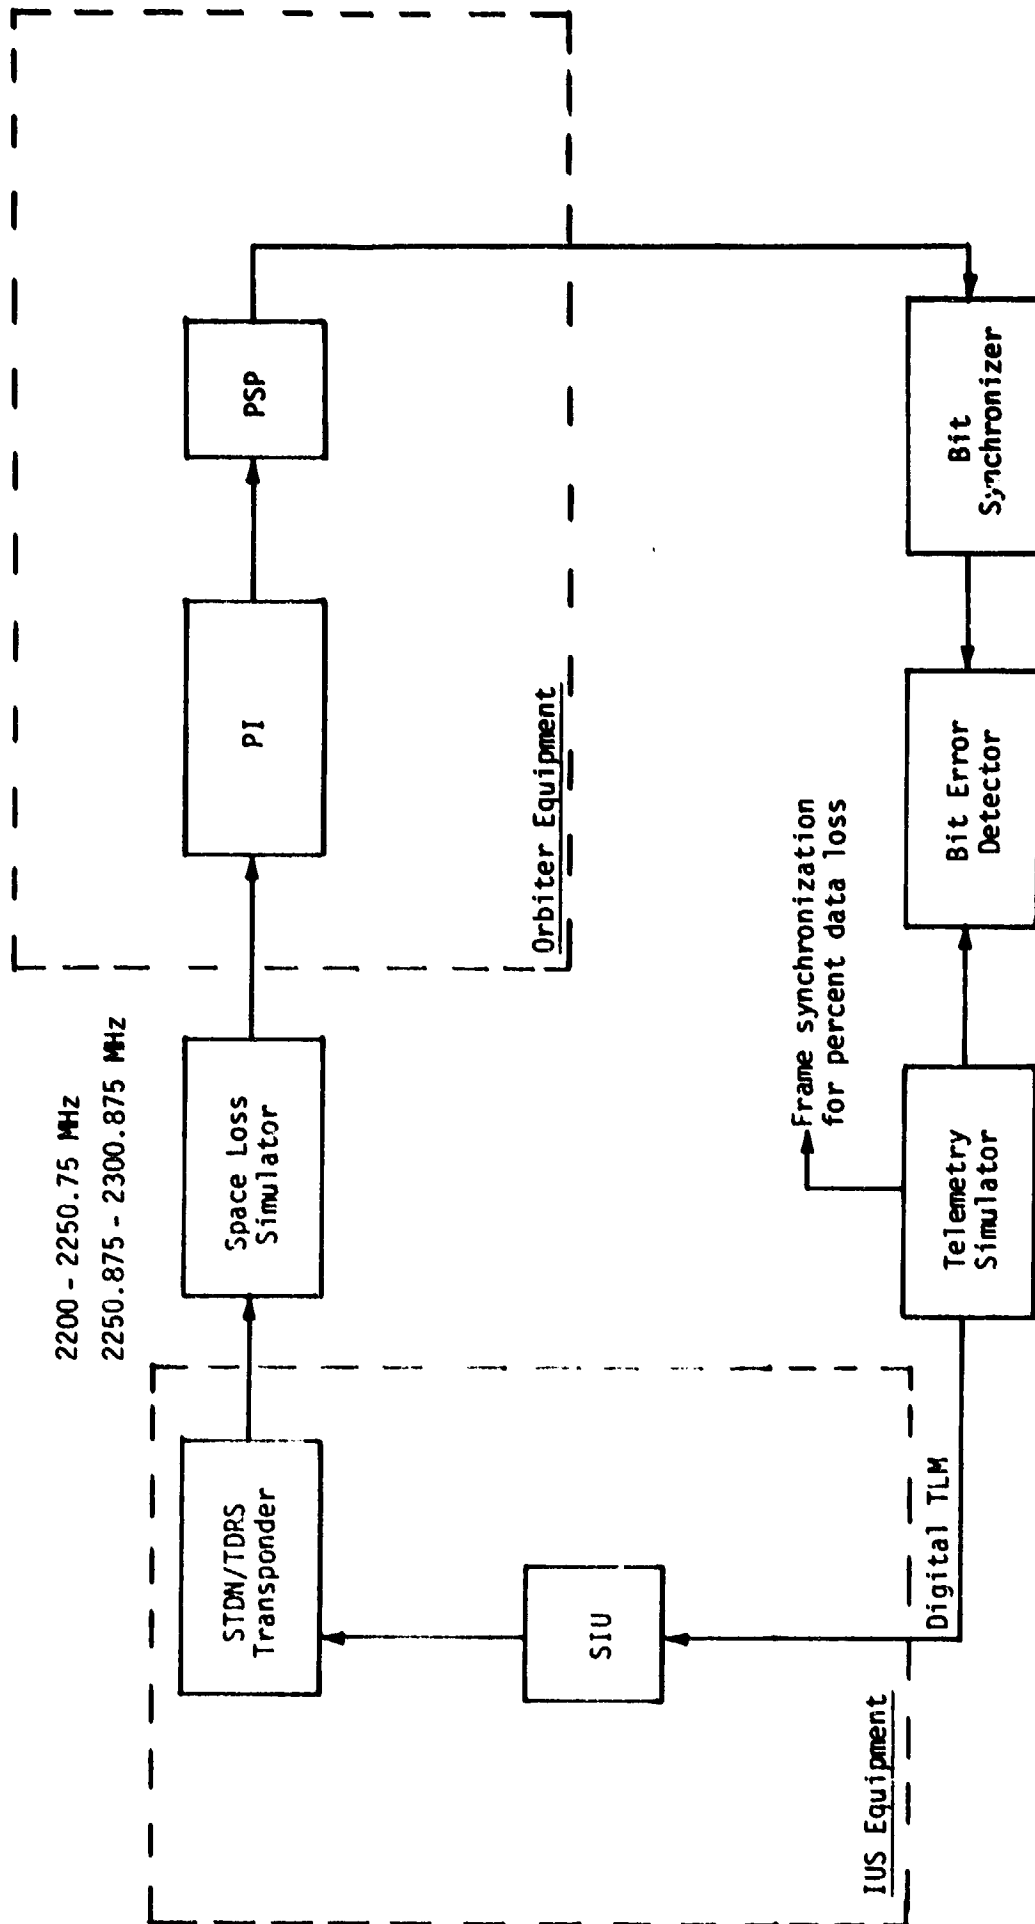 2200 - 2250.75 MHz
2250.875 - 2300.875 MHz
STDN/TDRS
Transponder
Space Loss
Simulator
PI
PSP
SIU
Orbiter Equipment
IUS Equipment
Digital TLM
Frame synchronization
for percent data loss
Telemetry
Simulator
Bit Error
Detector
Bit
Synchronizer